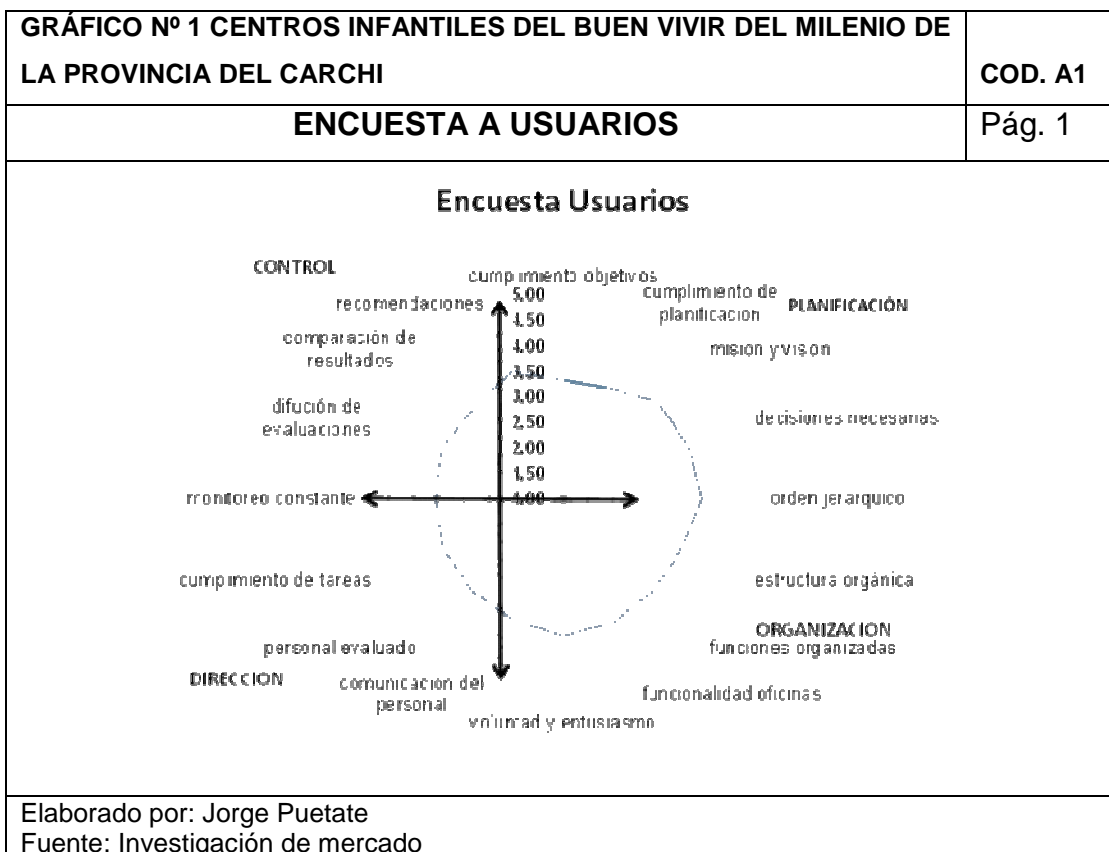 GRÁFICO Nº 1 CENTROS INFANTILES DEL BUEN VIVIR DEL MILENIO DE
LA PROVINCIA DEL CARCHI
COD. A1
ENCUESTA A USUARIOS
Pág. 1
Encuesta Usuarios
CONTROL
cumplimiento objetivos
recomendaciones
5,00
cumplimiento de
planificacion
PLANIFICACIÓN
4,50
comparación de
resultados
4,00
mision y vision
3,50
3,00
difución de
evaluaciones
2,50
decisiones necesarias
2,00
1,50
monitoreo constante
1,00
orden jerarquico
cumplimiento de tareas
estructura orgánica
ORGANIZACION
personal evaluado
funciones organizadas
DIRECCION
comunicacion del
personal
funcionalidad oficinas
voluntad y entusiasmo
Elaborado por: Jorge Puetate
Fuente: Investigación de mercado